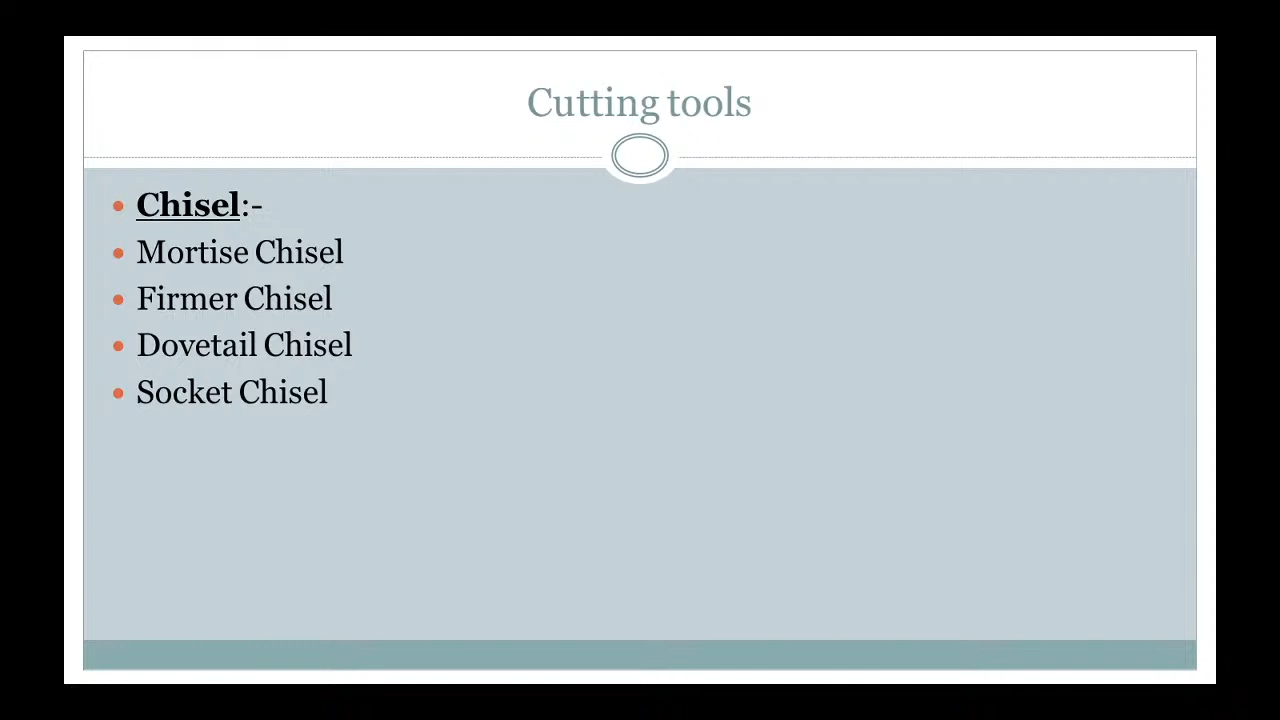 Cutting tools
Chisel:-
Mortise Chisel
Firmer Chisel
Dovetail Chisel
Socket Chisel